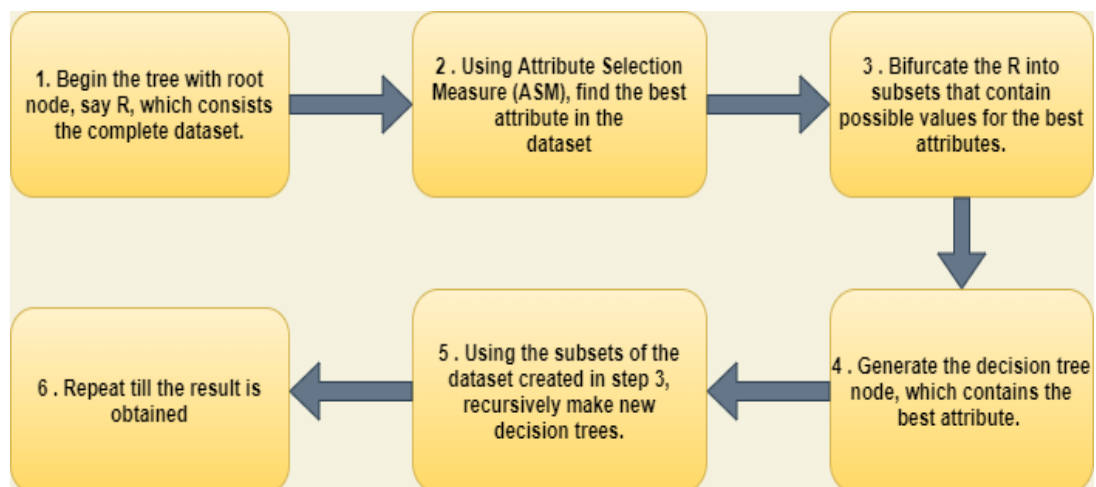 1. Begin the tree with root
node, say R, which consists
the complete dataset.
2 . Using Attribute Selection
Measure (ASM), find the best
attribute in the
dataset
3 . Bifurcate the R into
subsets that contain
possible values for the best
attributes.
4 . Generate the decision tree
node, which contains the
best attribute.
5 . Using the subsets of the
dataset created in step 3,
recursively make new
decision trees.
6 . Repeat till the result is
obtained